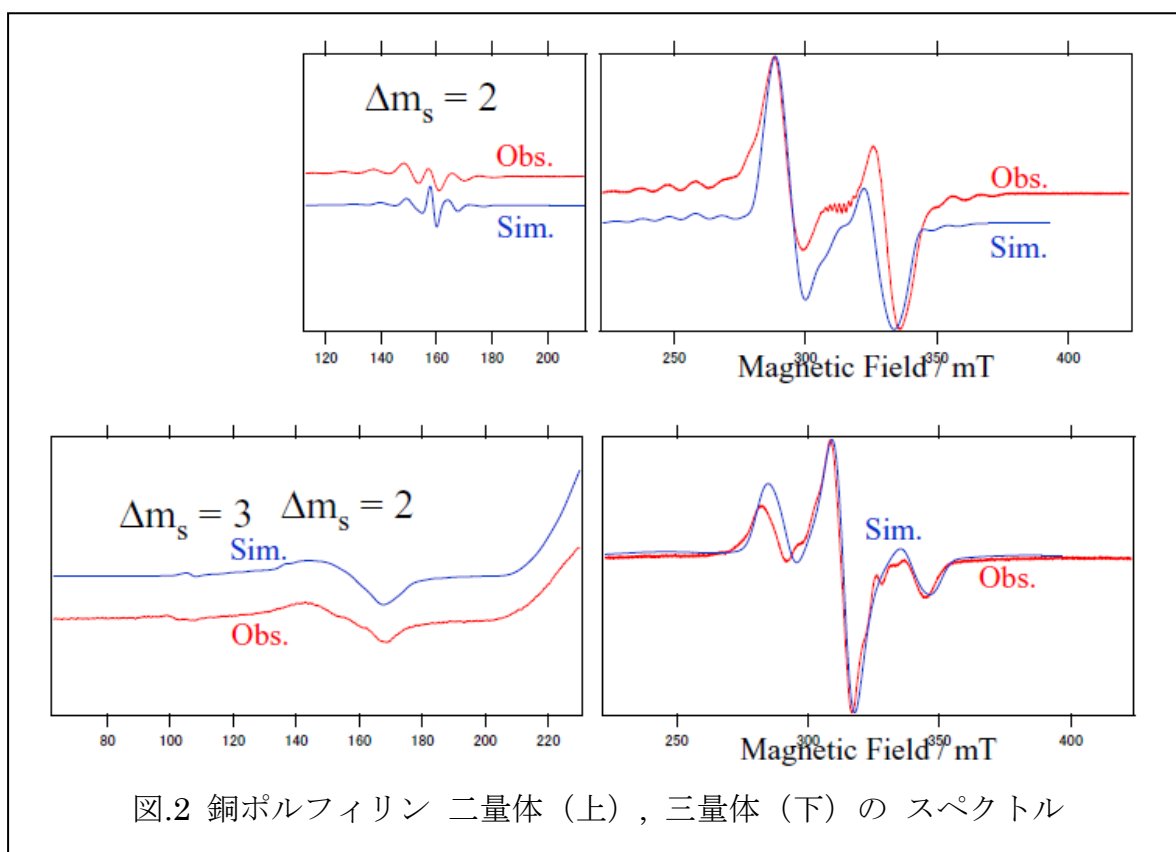 Δmₛ = 2
Obs.
Sim.
120 140 160 180 200
Obs.
Sim.
250 300 350 400
Magnetic Field / mT
Δmₛ = 3 Δmₛ = 2
Sim.
Obs.
80 100 120 140 160 180 200 220
Sim.
Obs.
250 300 350 400
Magnetic Field / mT
図.2 銅ポルフィリン 二量体（上）, 三量体（下）の スペクトル